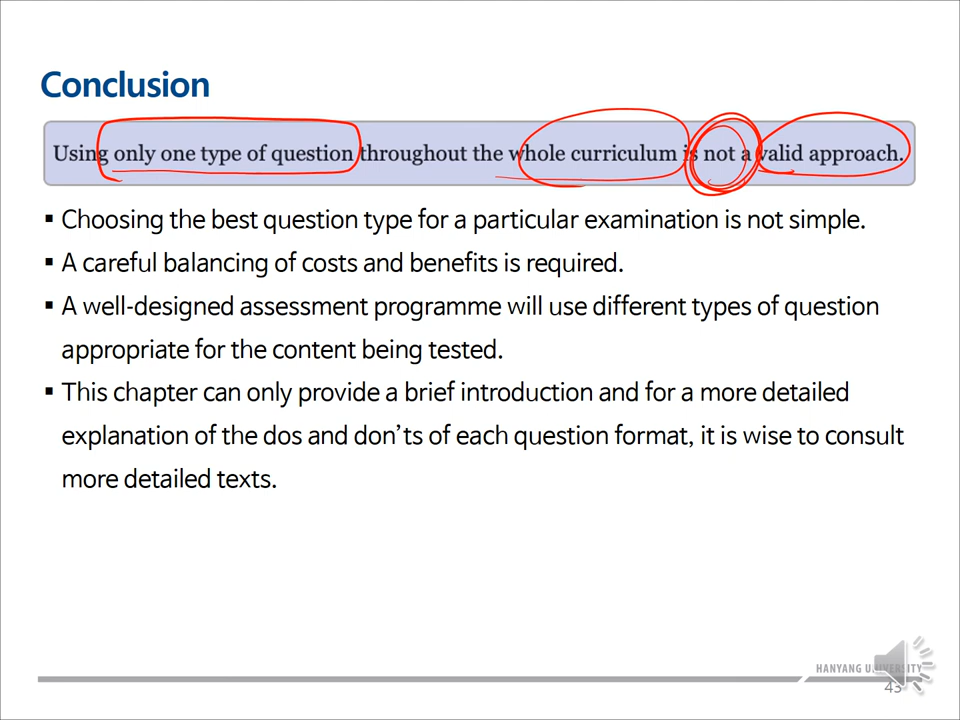 Conclusion
Using only one type of question throughout the whole curriculum is not a valid approach.
▪ Choosing the best question type for a particular examination is not simple.
▪ A careful balancing of costs and benefits is required.
▪ A well-designed assessment programme will use different types of question
appropriate for the content being tested.
▪ This chapter can only provide a brief introduction and for a more detailed
explanation of the dos and don'ts of each question format, it is wise to consult
more detailed texts.
HANYANG UNIVERSITY
43